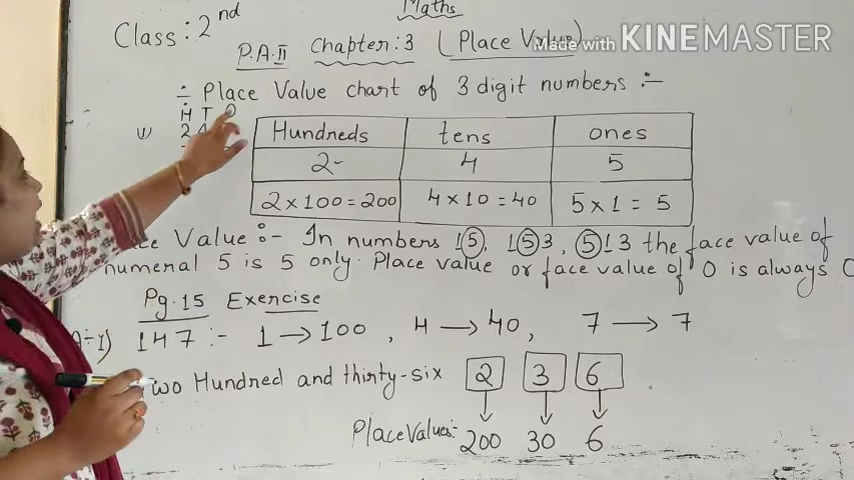 Maths
Class: 2nd
P.A.II Chapter:3 (Place Value)
Made with KINEMASTER
÷ Place Value chart of 3 digit numbers :-
H T O
1) 2 4
Hundreds tens ones
2- 4 5
2 x 100 = 200 4 x 10 = 40 5 x 1 = 5
Value :- In numbers 15, 153, 513 the face value of
numeral 5 is 5 only. Place value or face value of 0 is always 0
Pg.15 Exercise
1) 147 :- 1 → 100 , 4 → 40, 7 → 7
Two Hundred and thirty-six 2 3 6
Place Values:- 200 30 6